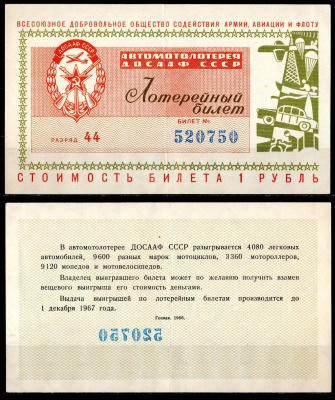 ВСЕСОЮЗНОЕ ДОБРОВОЛЬНОЕ ОБЩЕСТВО СОДЕЙСТВИЯ АРМИИ, АВИАЦИИ И ФЛОТУ
ДОСААФ СССР
АВТОМОТОЛОТЕРЕЯ
ДОСААФ СССР
Лотерейный
билет
БИЛЕТ №
РАЗРЯД 44 520750
СТОИМОСТЬ БИЛЕТА 1 РУБЛЬ
В автомотолотерее ДОСААФ СССР разыгрывается 4080 легковых
автомобилей, 9600 разных марок мотоциклов, 3360 мотороллеров,
9120 мопедов и мотовелосипедов.
Владелец выигравшего билета может по желанию получить взамен
вещевого выигрыша его стоимость деньгами.
Выдача выигрышей по лотерейным билетам производится до
1 декабря 1967 года.
Гознак. 1966.
520750